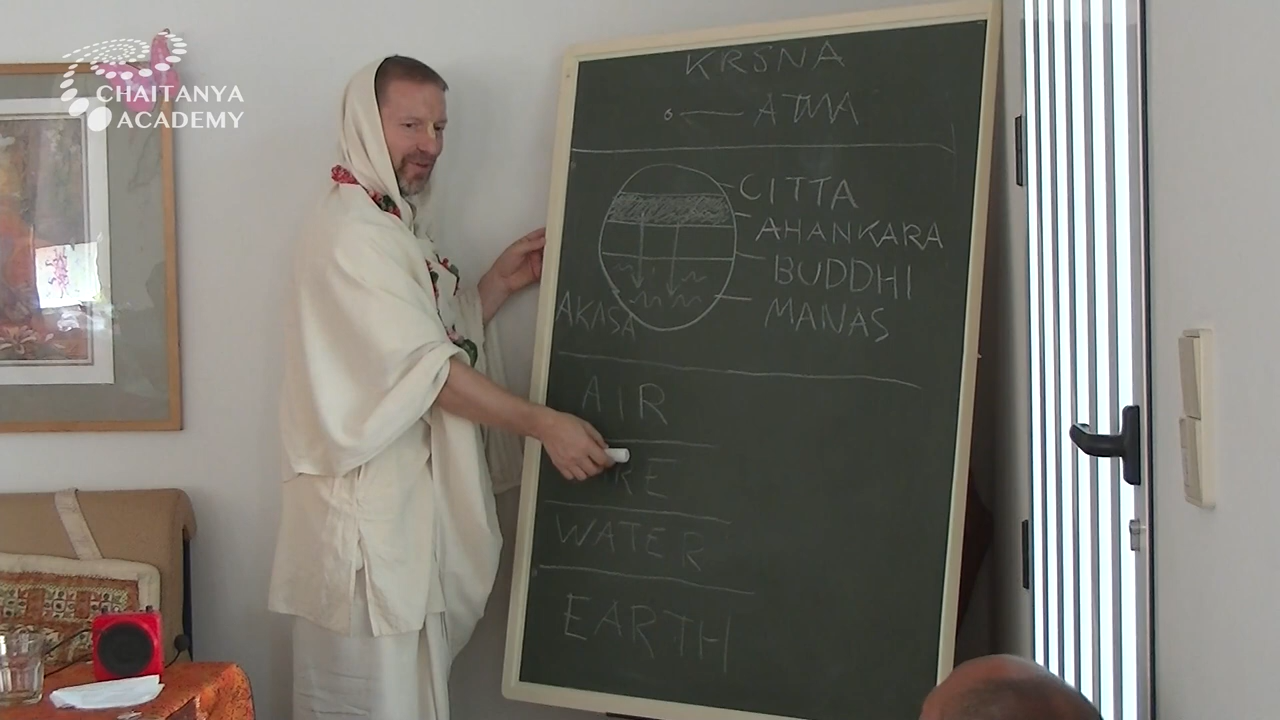 CHAITANYA
ACADEMY
KRSNA
ATMA
CITTA
AHANKARA
BUDDHI
MANAS
AKASA
AIR
WATER
EARTH